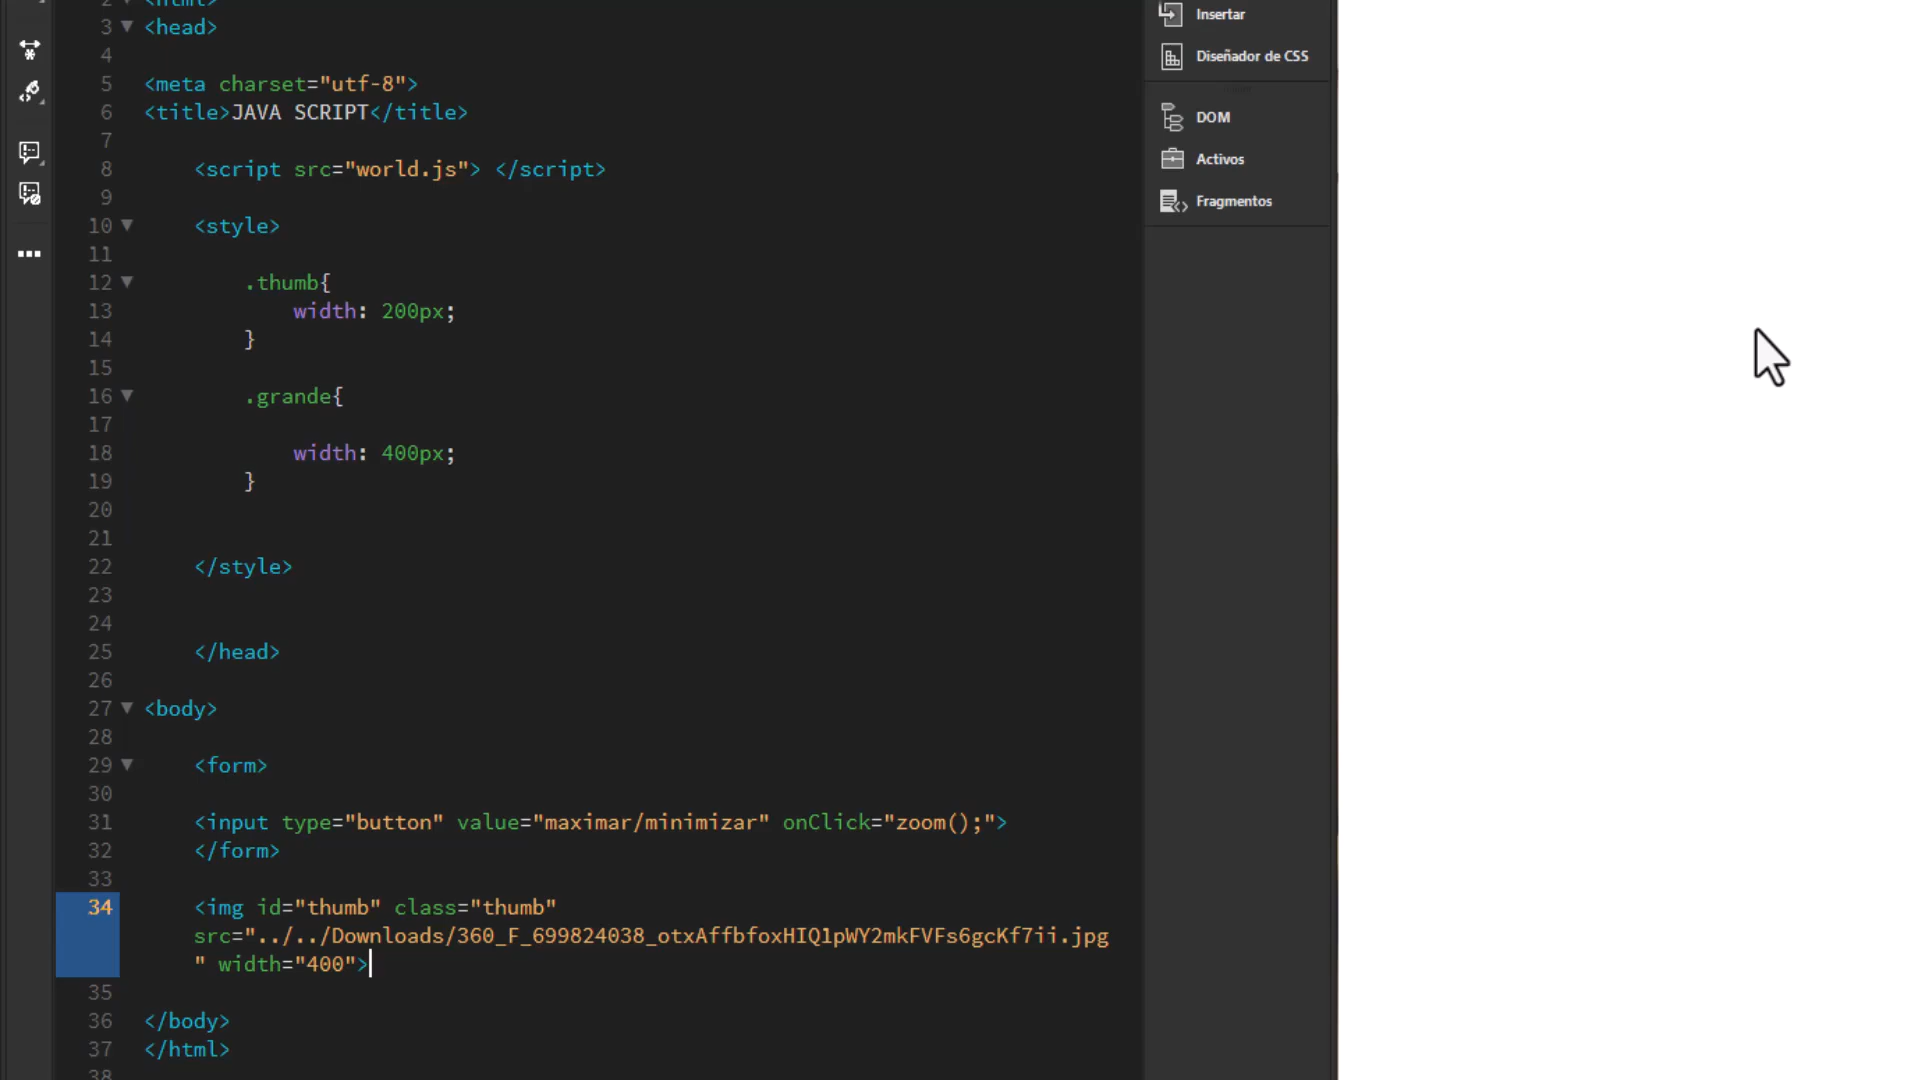 2 <html>
3 <head>
4
5 <meta charset="utf-8">
6 <title>JAVA SCRIPT</title>
7
8 <script src="world.js"> </script>
9
10 <style>
11
12 .thumb{
13 width: 200px;
14 }
15
16 .grande{
17
18 width: 400px;
19 }
20
21
22 </style>
23
24
25 </head>
26
27 <body>
28
29 <form>
30
31 <input type="button" value="maximar/minimizar" onClick="zoom();">
32 </form>
33
34 <img id="thumb" class="thumb"
src="../../Downloads/360_F_699824038_otxAffbfoxHIQlpWY2mkFVFs6gcKf7ii.jpg
" width="400">
35
36 </body>
37 </html>
38
Insertar
Diseñador de CSS
DOM
Activos
Fragmentos